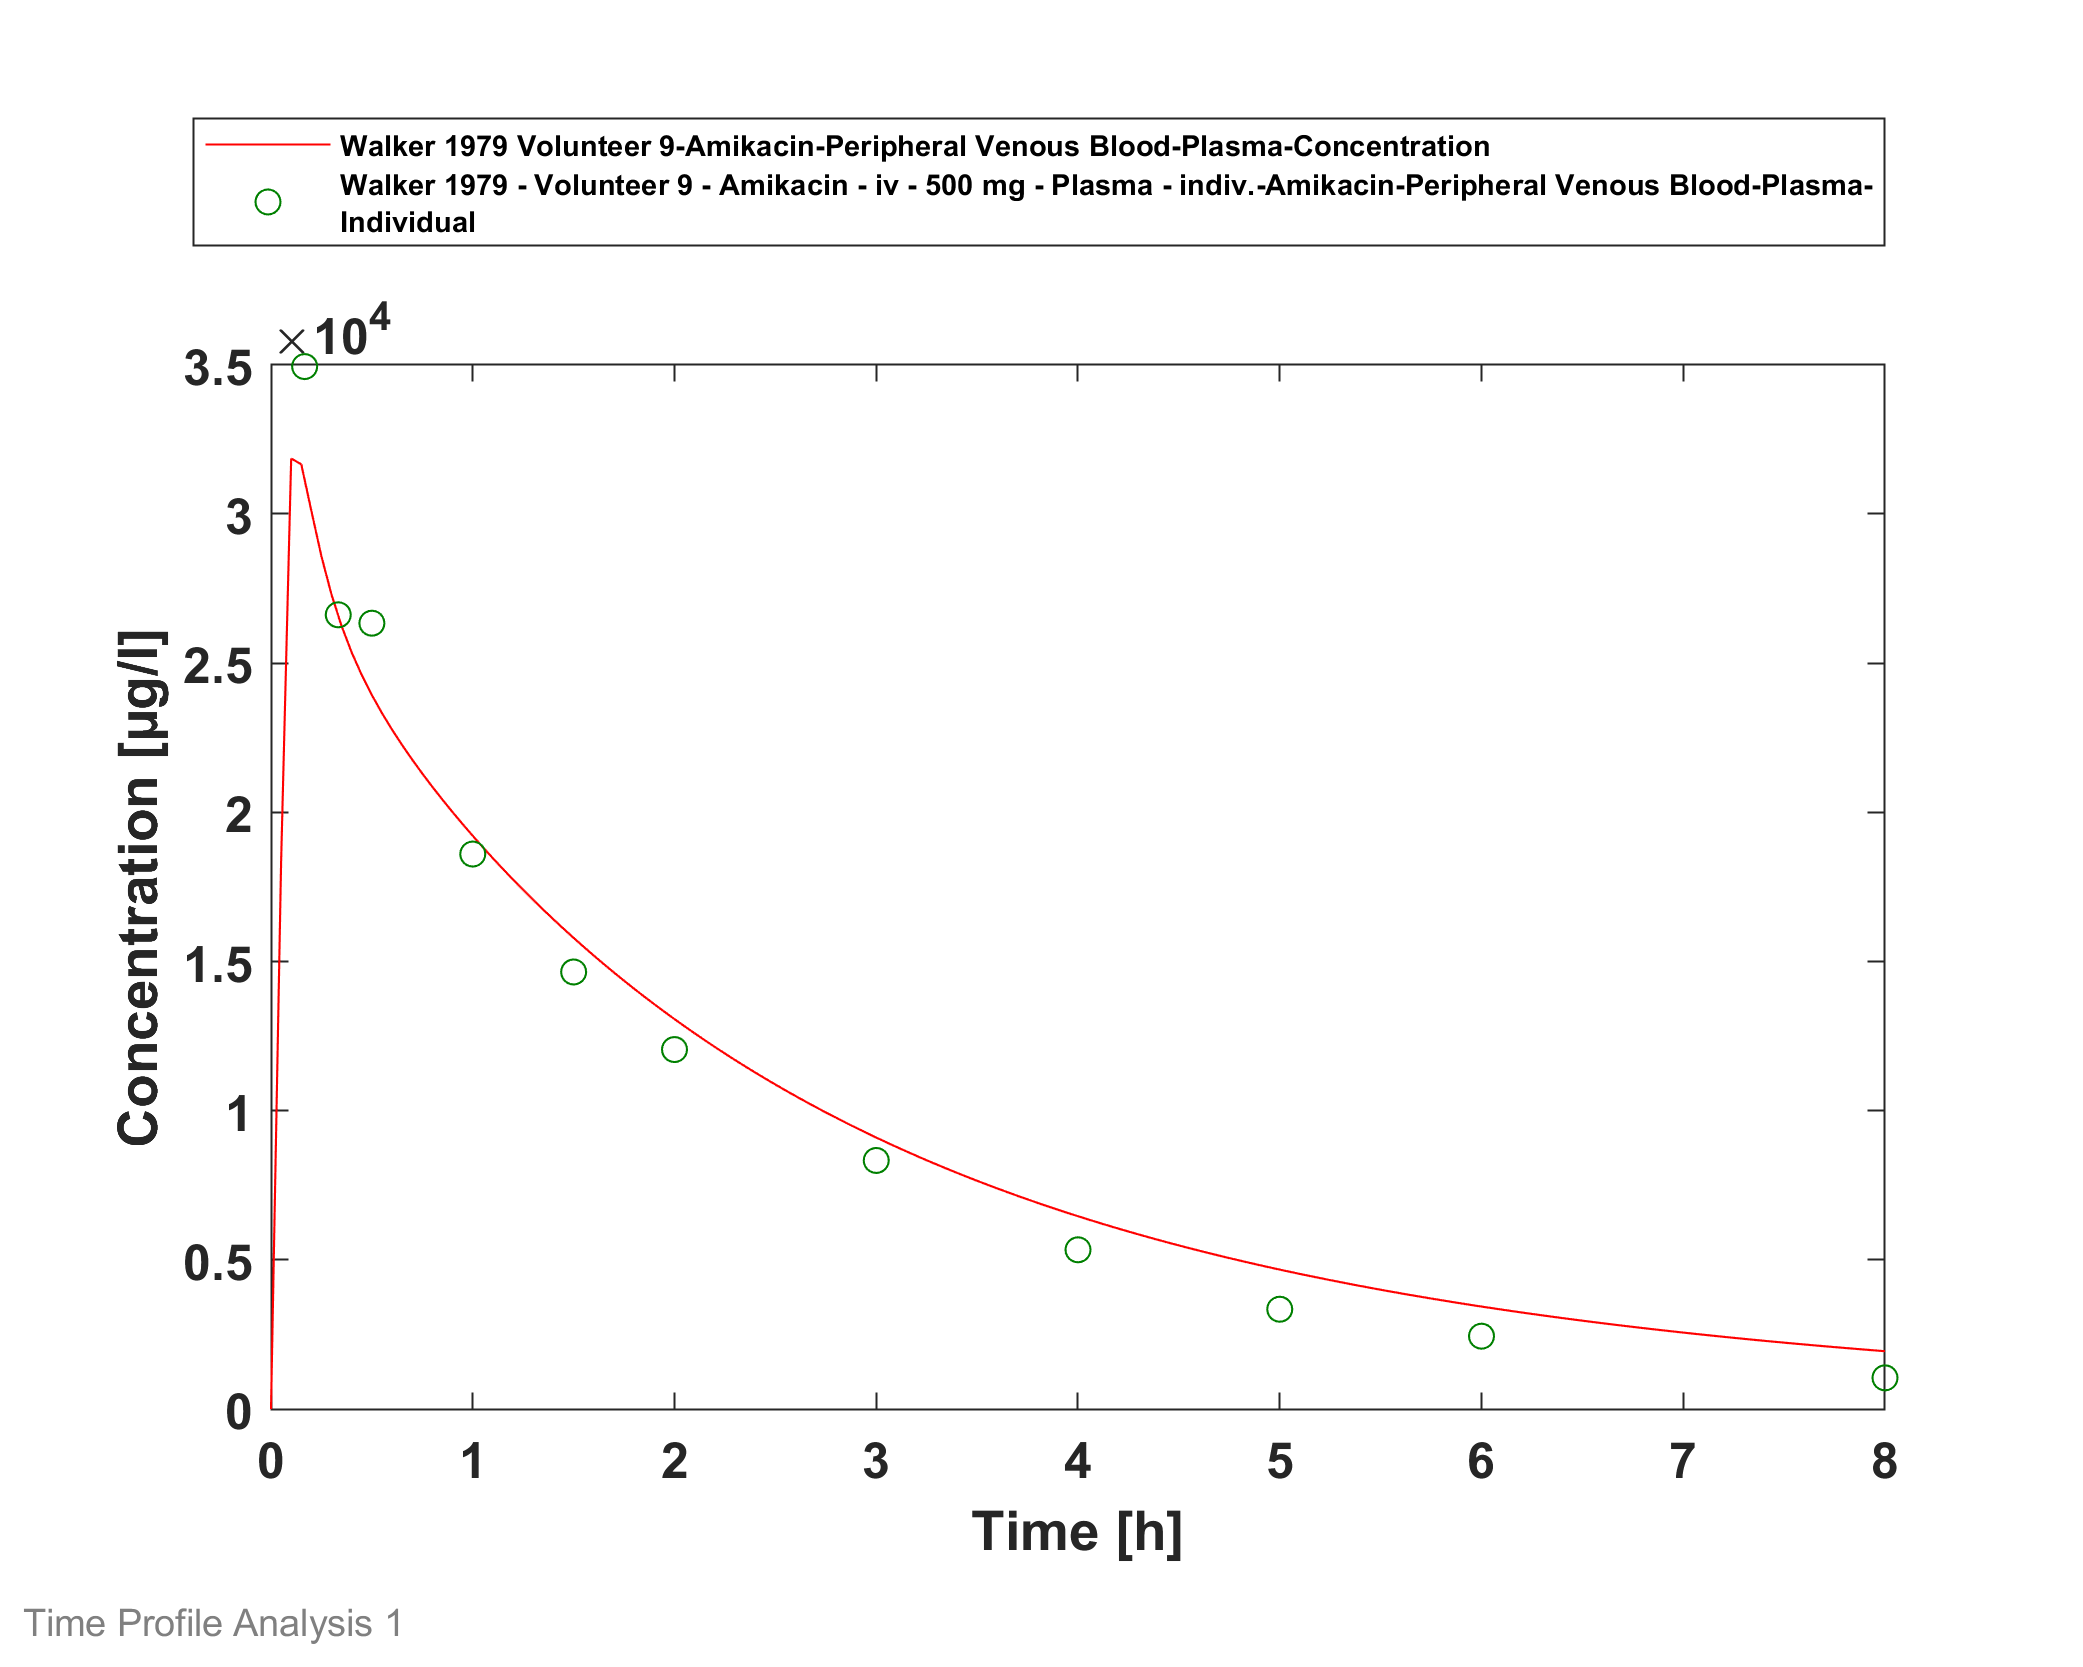 Walker 1979 Volunteer 9-Amikacin-Peripheral Venous Blood-Plasma-Concentration
Walker 1979 - Volunteer 9 - Amikacin - iv - 500 mg - Plasma - indiv.-Amikacin-Peripheral Venous Blood-Plasma-
Individual
×10^4
3.5
3
2.5
2
1.5
1
0.5
0
Concentration [µg/l]
0 1 2 3 4 5 6 7 8
Time [h]
Time Profile Analysis 1